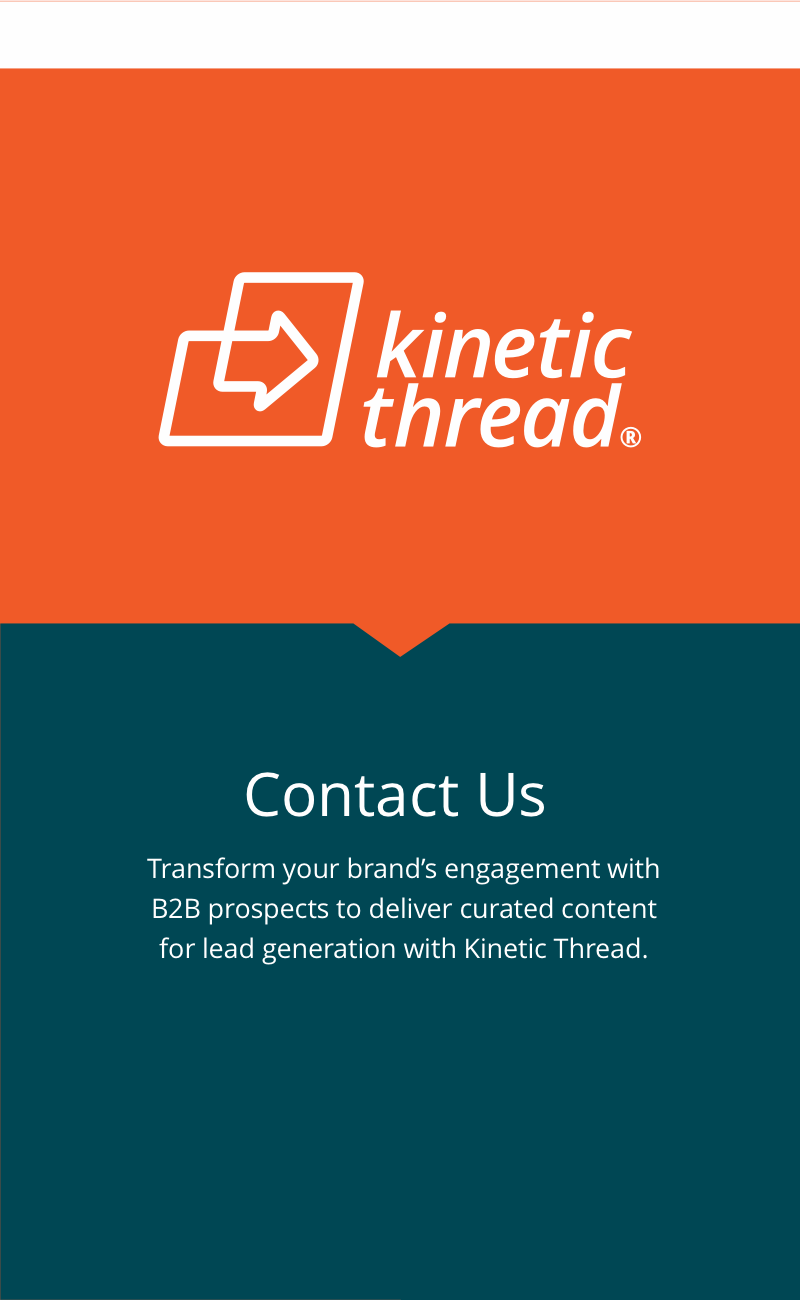 kinetic
thread®
Contact Us
Transform your brand’s engagement with
B2B prospects to deliver curated content
for lead generation with Kinetic Thread.